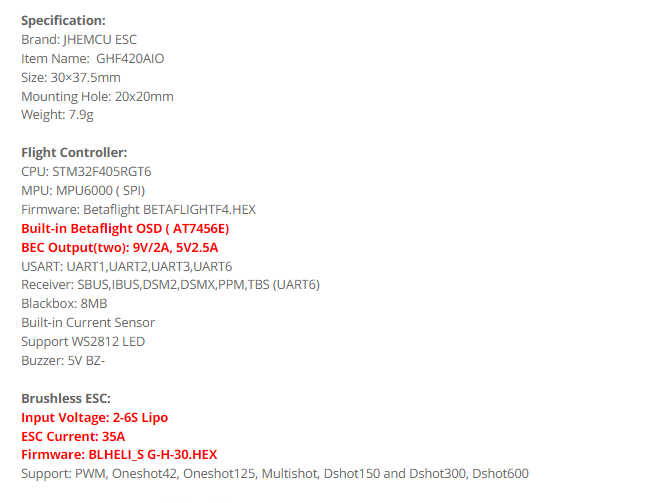 Specification:
Brand: JHEMCU ESC
Item Name:  GHF420AIO
Size: 30×37.5mm
Mounting Hole: 20x20mm
Weight: 7.9g
Flight Controller:
CPU: STM32F405RGT6
MPU: MPU6000 ( SPI)
Firmware: Betaflight BETAFLIGHTF4.HEX
Built-in Betaflight OSD ( AT7456E)
BEC Output(two): 9V/2A, 5V2.5A
USART: UART1,UART2,UART3,UART6
Receiver: SBUS,IBUS,DSM2,DSMX,PPM,TBS (UART6)
Blackbox: 8MB
Built-in Current Sensor
Support WS2812 LED
Buzzer: 5V BZ-
Brushless ESC:
Input Voltage: 2-6S Lipo
ESC Current: 35A
Firmware: BLHELI_S G-H-30.HEX
Support: PWM, Oneshot42, Oneshot125, Multishot, Dshot150 and Dshot300, Dshot600